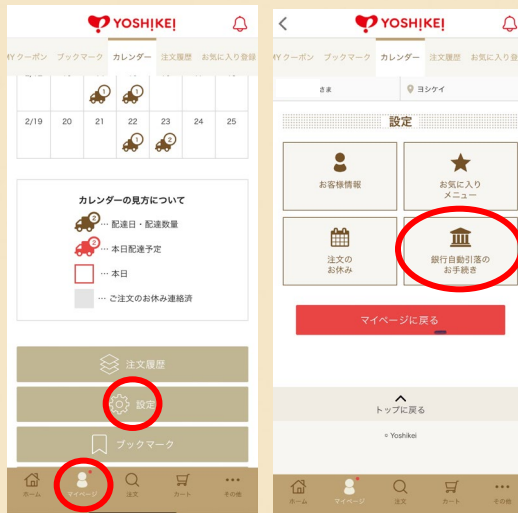 YOSHIKEI
MY クーポン ブックマーク カレンダー 注文履歴 お気に入り登録
1 1
2/19 20 21 22 23 24 25
1 2
カレンダーの見方について
2 … 配達日・配達数量
2 … 本日配達予定
… 本日
… ご注文のお休み連絡済
注文履歴
設定
ブックマーク
ホーム マイページ 注文 カート その他
YOSHIKEI
MY クーポン ブックマーク カレンダー 注文履歴 お気に入り登
さま ヨシケイ
設定
お客様情報
お気に入り
メニュー
注文の
お休み
銀行自動引落の
お手続き
マイページに戻る
トップに戻る
© Yoshikei
ホーム マイページ 注文 カート その他